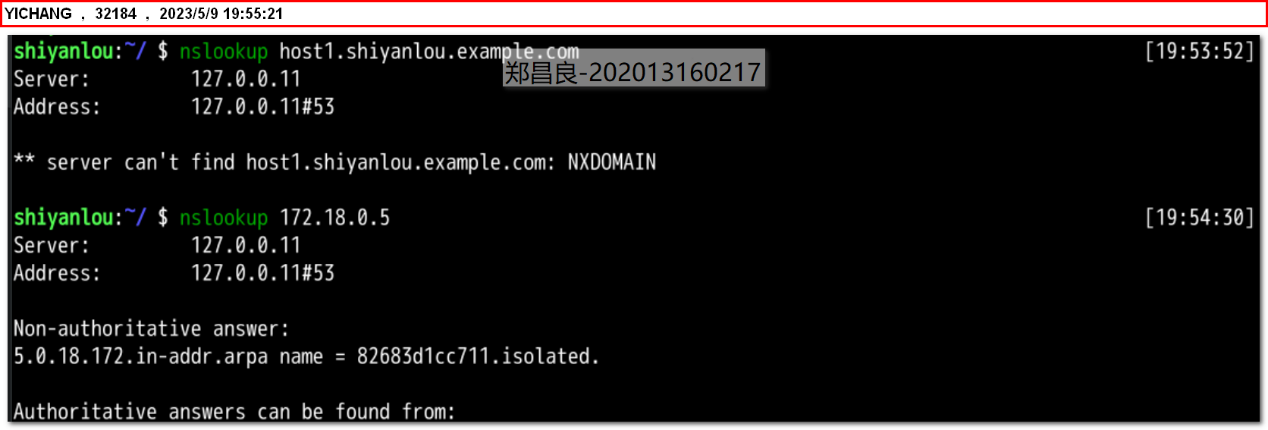 YICHANG , 32184 , 2023/5/9 19:55:21
shiyanlou:~/ $ nslookup host1.shiyanlou.example.com [19:53:52]
郑昌良-202013160217
Server: 127.0.0.11
Address: 127.0.0.11#53
** server can't find host1.shiyanlou.example.com: NXDOMAIN
shiyanlou:~/ $ nslookup 172.18.0.5 [19:54:30]
Server: 127.0.0.11
Address: 127.0.0.11#53
Non-authoritative answer:
5.0.18.172.in-addr.arpa name = 82683d1cc711.isolated.
Authoritative answers can be found from: